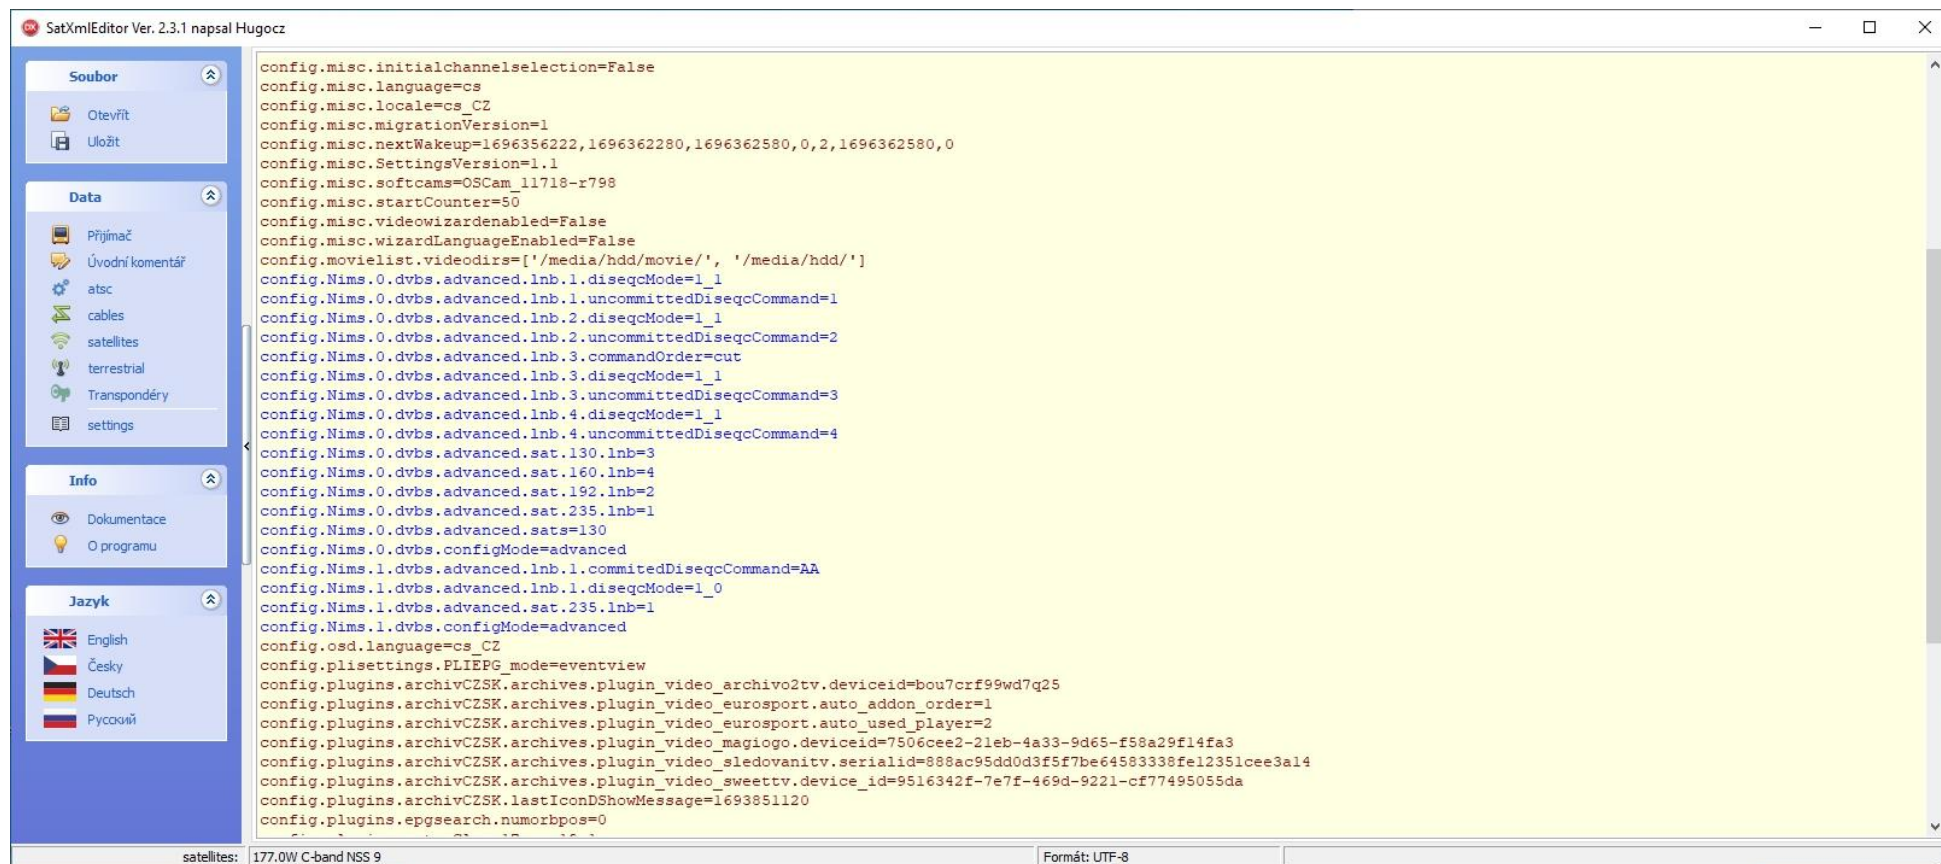 SatXmlEditor Ver. 2.3.1 napsal Hugocz
Soubor
Otevřít
Uložit
Data
Přijímač
Úvodní komentář
atsc
cables
satellites
terrestrial
Transpondéry
settings
Info
Dokumentace
O programu
Jazyk
English
Česky
Deutsch
Русский
config.misc.initialchannelselection=False
config.misc.language=cs
config.misc.locale=cs_CZ
config.misc.migrationVersion=1
config.misc.nextWakeup=1696356222,1696362280,1696362580,0,2,1696362580,0
config.misc.SettingsVersion=1.1
config.misc.softcams=OSCam_11718-r798
config.misc.startCounter=50
config.misc.videowizardenabled=False
config.misc.wizardLanguageEnabled=False
config.movielist.videodirs=['/media/hdd/movie/', '/media/hdd/']
config.Nims.0.dvbs.advanced.lnb.1.diseqcMode=1_1
config.Nims.0.dvbs.advanced.lnb.1.uncommittedDiseqcCommand=1
config.Nims.0.dvbs.advanced.lnb.2.diseqcMode=1_1
config.Nims.0.dvbs.advanced.lnb.2.uncommittedDiseqcCommand=2
config.Nims.0.dvbs.advanced.lnb.3.commandOrder=cut
config.Nims.0.dvbs.advanced.lnb.3.diseqcMode=1_1
config.Nims.0.dvbs.advanced.lnb.3.uncommittedDiseqcCommand=3
config.Nims.0.dvbs.advanced.lnb.4.diseqcMode=1_1
config.Nims.0.dvbs.advanced.lnb.4.uncommittedDiseqcCommand=4
config.Nims.0.dvbs.advanced.sat.130.lnb=3
config.Nims.0.dvbs.advanced.sat.160.lnb=4
config.Nims.0.dvbs.advanced.sat.192.lnb=2
config.Nims.0.dvbs.advanced.sat.235.lnb=1
config.Nims.0.dvbs.advanced.sats=130
config.Nims.0.dvbs.configMode=advanced
config.Nims.1.dvbs.advanced.lnb.1.commitedDiseqcCommand=AA
config.Nims.1.dvbs.advanced.lnb.1.diseqcMode=1_0
config.Nims.1.dvbs.advanced.sat.235.lnb=1
config.Nims.1.dvbs.configMode=advanced
config.osd.language=cs_CZ
config.plisettings.PLIEPG_mode=eventview
config.plugins.archivCZSK.archives.plugin_video_archivo2tv.deviceid=bou7crf99wd7q25
config.plugins.archivCZSK.archives.plugin_video_eurosport.auto_addon_order=1
config.plugins.archivCZSK.archives.plugin_video_eurosport.auto_used_player=2
config.plugins.archivCZSK.archives.plugin_video_magiogo.deviceid=7506cee2-21eb-4a33-9d65-f58a29f14fa3
config.plugins.archivCZSK.archives.plugin_video_sledovanitv.serialid=888ac95dd0d3f5f7be64583338fe12351cee3a14
config.plugins.archivCZSK.archives.plugin_video_sweettv.device_id=9516342f-7e7f-469d-9221-cf77495055da
config.plugins.archivCZSK.lastIconDShowMessage=1693851120
config.plugins.epgsearch.numorbpos=0
satellites: 177.0W C-band NSS 9
Formát: UTF-8